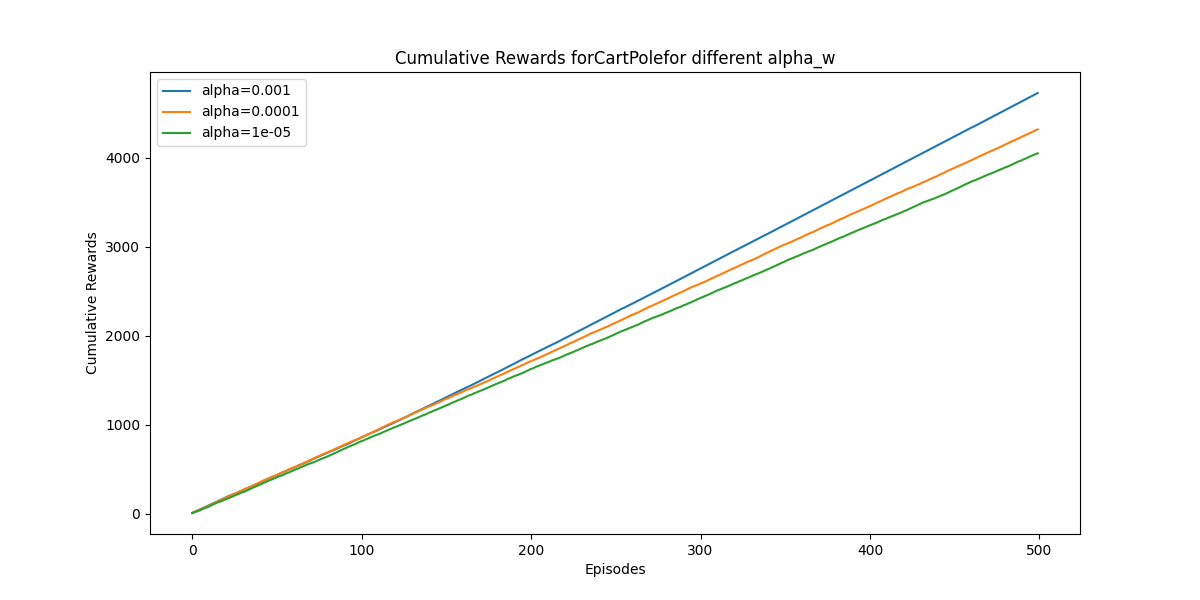 Cumulative Rewards forCartPolefor different alpha_w
alpha=0.001
alpha=0.0001
alpha=1e-05
Cumulative Rewards
4000
3000
2000
1000
0
0 100 200 300 400 500
Episodes